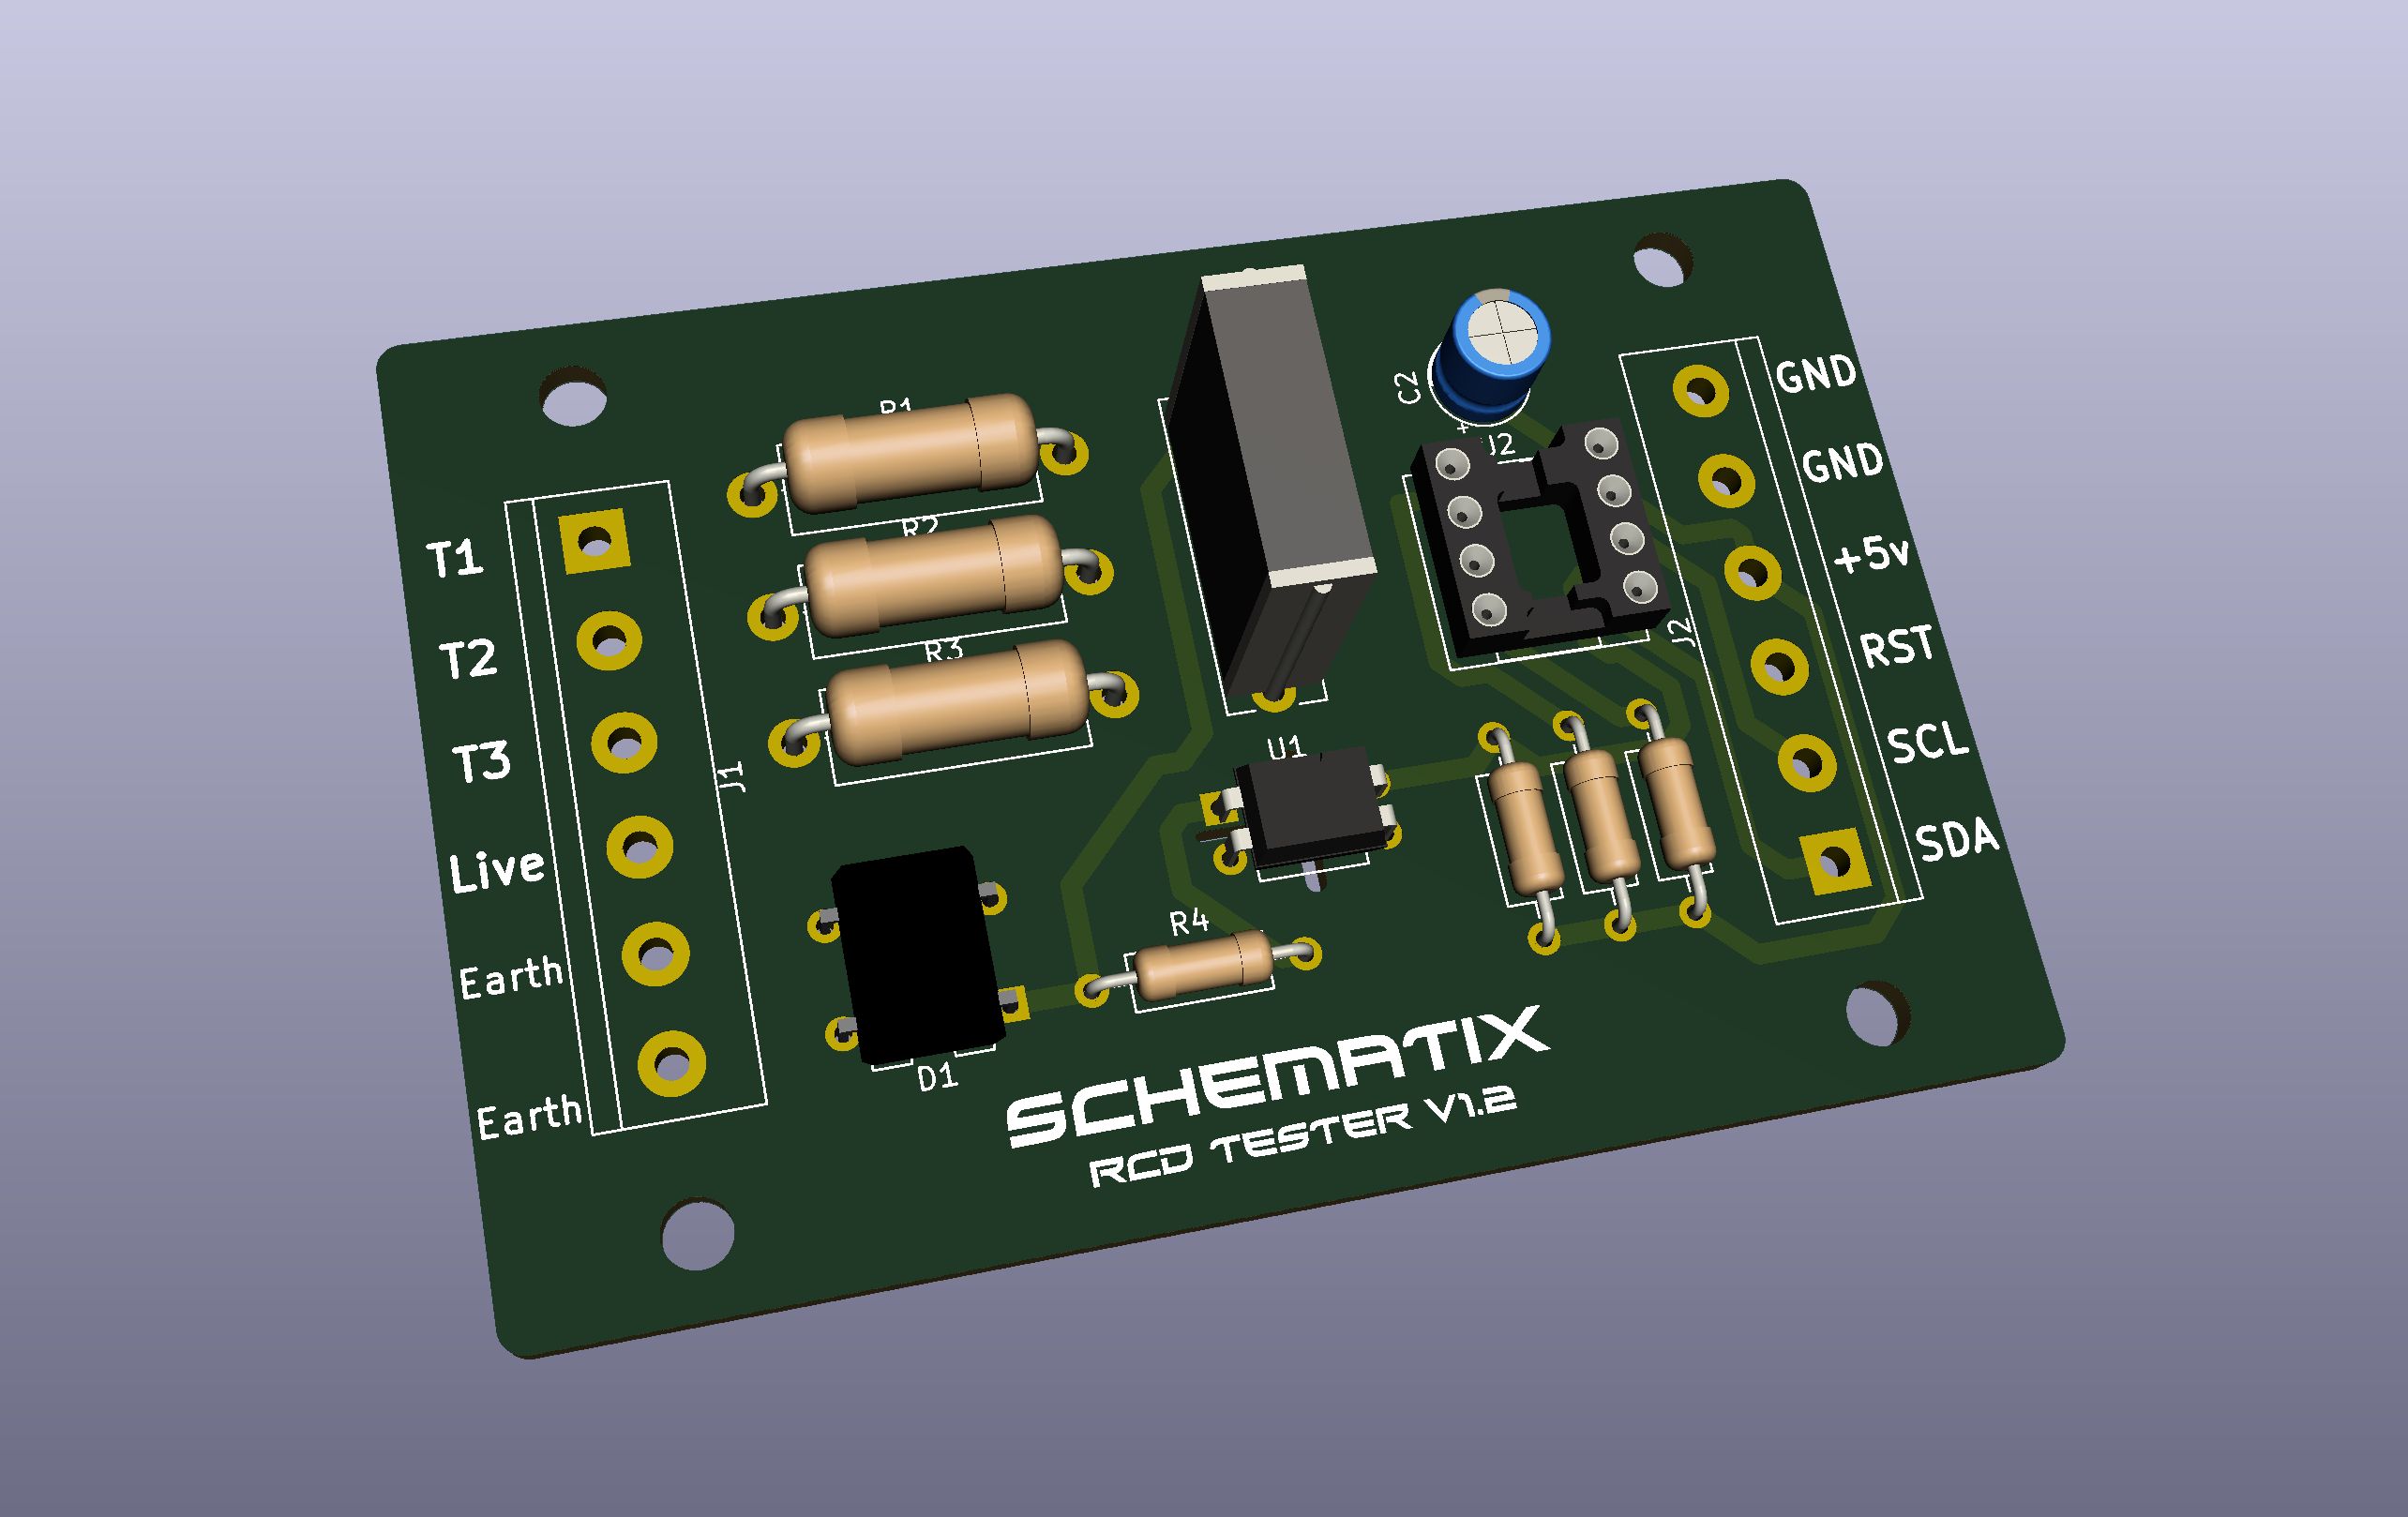 R1
C2
+
J2
GND
GND
R2
T1
+5v
R3
T2
RST
J2
T3
J1
U1
SCL
Live
SDA
R4
Earth
D1
SCHEMATIX
Earth
RCD TESTER V1.2